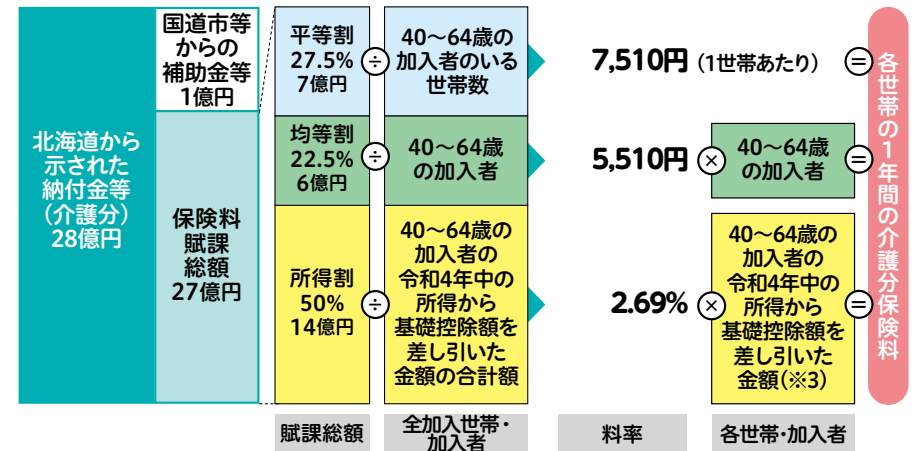 北海道から
示された
納付金等
（介護分）
28億円
国道市等
からの
補助金等
1億円
保険料
賦課
総額
27億円
平等割
27.5%
7億円
÷
40～64歳の
加入者のいる
世帯数
7,510円（1世帯あたり）
=
均等割
22.5%
6億円
÷
40～64歳
の加入者
5,510円
×
40～64歳
の加入者
=
所得割
50%
14億円
÷
40～64歳の
加入者の
令和4年中の
所得から
基礎控除額を
差し引いた
金額の合計額
2.69%
×
40～64歳の
加入者の
令和4年中の
所得から
基礎控除額を
差し引いた
金額(※3)
=
各世帯の1年間の介護分保険料
賦課総額
全加入世帯・
加入者
料率
各世帯・加入者